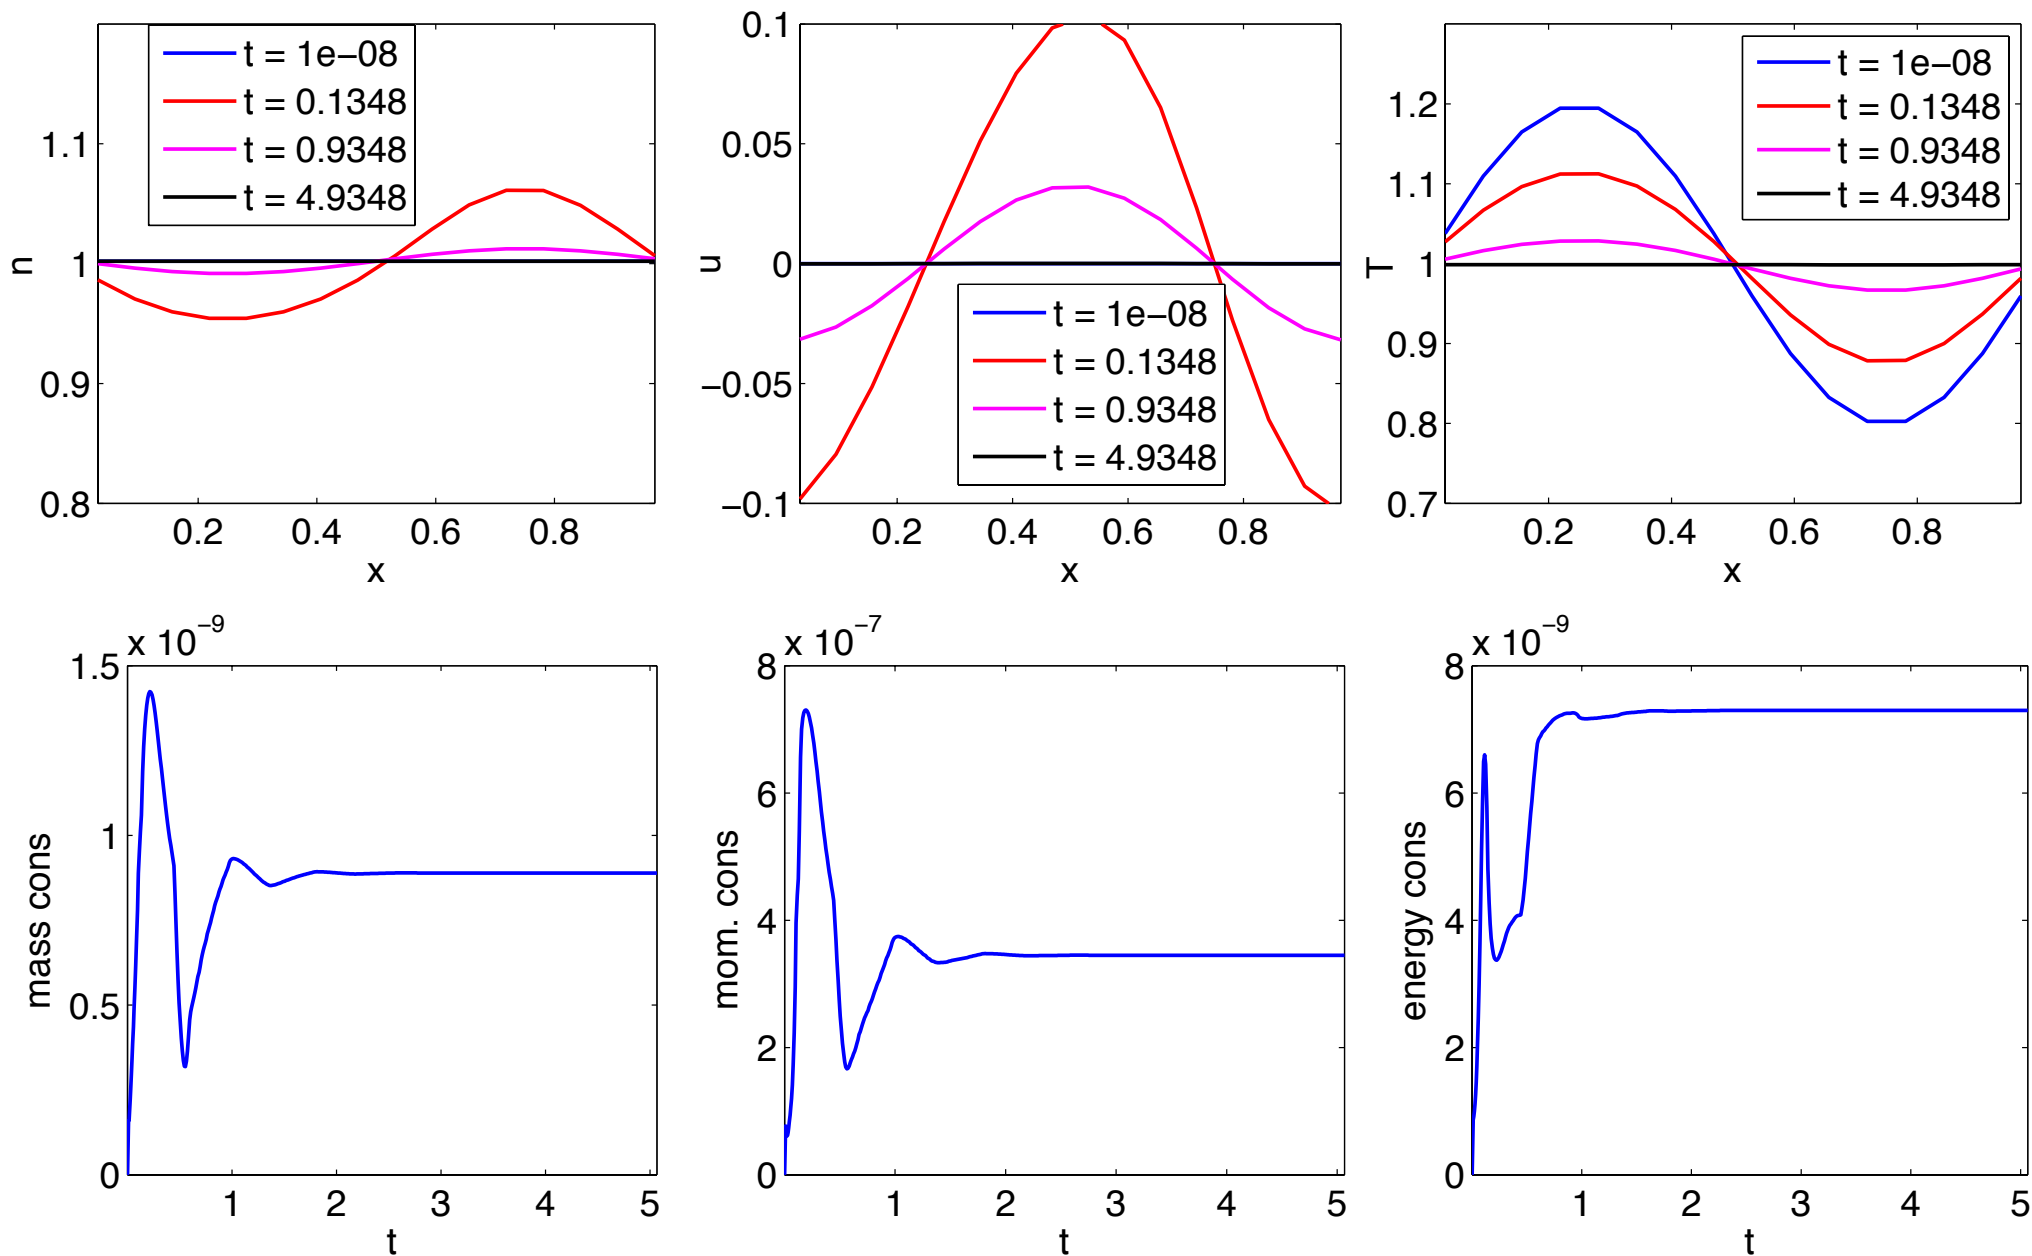 t = 1e−08
t = 0.1348
t = 0.9348
t = 4.9348
1.1
1
0.9
0.8
n
0.2 0.4 0.6 0.8
x
0.1
0.05
0
−0.05
−0.1
u
t = 1e−08
t = 0.1348
t = 0.9348
t = 4.9348
0.2 0.4 0.6 0.8
x
t = 1e−08
t = 0.1348
t = 0.9348
t = 4.9348
1.2
1.1
1
0.9
0.8
0.7
T
0.2 0.4 0.6 0.8
x
x 10−9
1.5
1
0.5
0
mass cons
1 2 3 4 5
t
x 10−7
8
6
4
2
0
mom. cons
1 2 3 4 5
t
x 10−9
8
6
4
2
0
energy cons
1 2 3 4 5
t